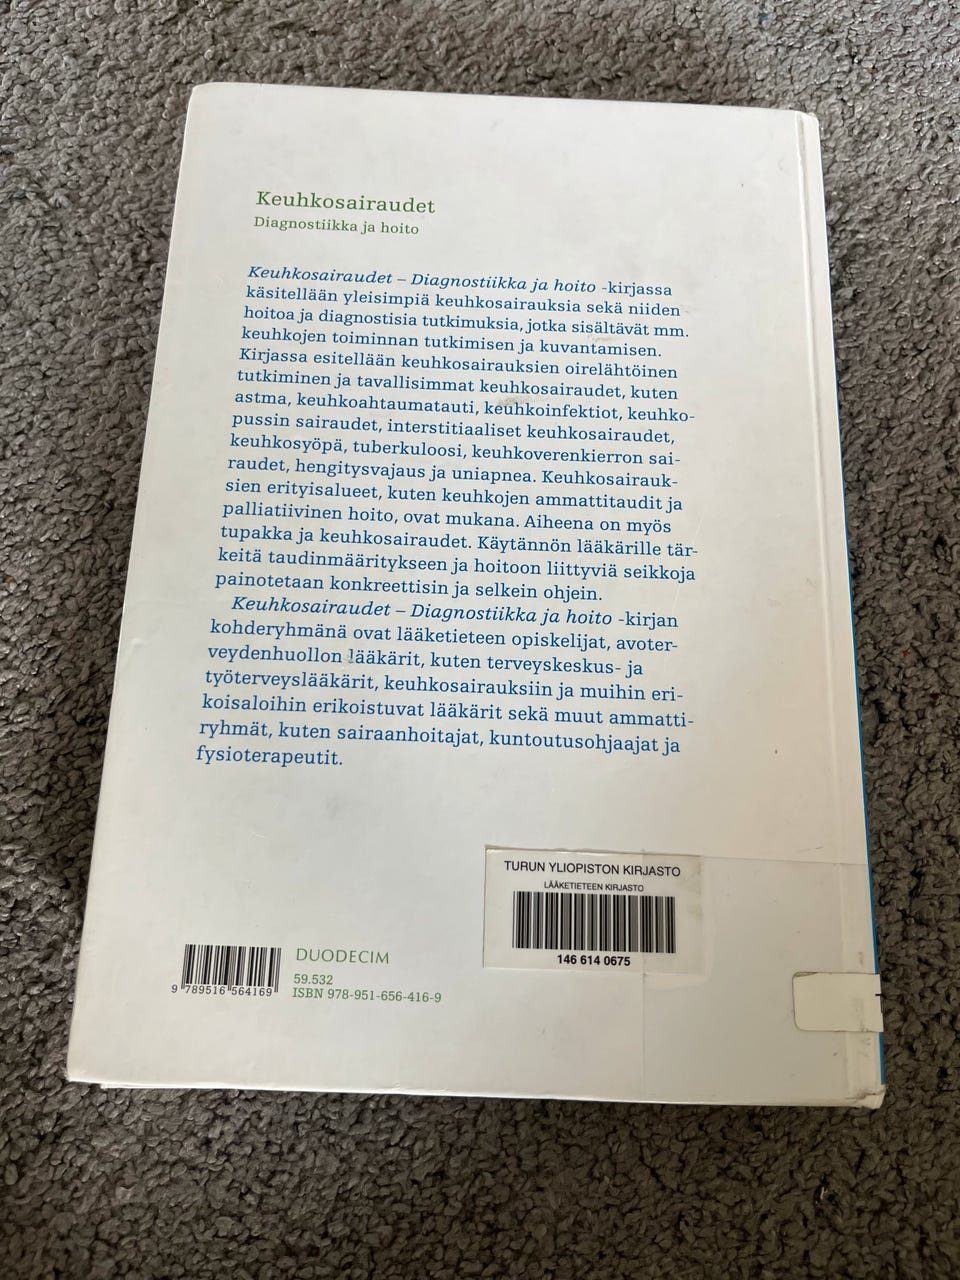 Keuhkosairaudet
Diagnostiikka ja hoito
Keuhkosairaudet – Diagnostiikka ja hoito -kirjassa
käsitellään yleisimpiä keuhkosairauksia sekä niiden
hoitoa ja diagnostisia tutkimuksia, jotka sisältävät mm.
keuhkojen toiminnan tutkimisen ja kuvantamisen.
Kirjassa esitellään keuhkosairauksien oirelähtöinen
tutkiminen ja tavallisimmat keuhkosairaudet, kuten
astma, keuhkoahtaumatauti, keuhkoinfektiot, keuhko-
pussin sairaudet, interstitiaaliset keuhkosairaudet,
keuhkosyöpä, tuberkuloosi, keuhkoverenkierron sai-
raudet, hengitysvajaus ja uniapnea. Keuhkosairauk-
sien erityisalueet, kuten keuhkojen ammattitaudit ja
palliatiivinen hoito, ovat mukana. Aiheena on myös
tupakka ja keuhkosairaudet. Käytännön lääkärille tär-
keitä taudinmääritykseen ja hoitoon liittyviä seikkoja
painotetaan konkreettisin ja selkein ohjein.
Keuhkosairaudet – Diagnostiikka ja hoito -kirjan
kohderyhmänä ovat lääketieteen opiskelijat, avoter-
veydenhuollon lääkärit, kuten terveyskeskus- ja
työterveyslääkärit, keuhkosairauksiin ja muihin eri-
koisaloihin erikoistuvat lääkärit sekä muut ammatti-
ryhmät, kuten sairaanhoitajat, kuntoutusohjaajat ja
fysioterapeutit.
TURUN YLIOPISTON KIRJASTO
LÄÄKETIETEEN KIRJASTO
146 614 0675
DUODECIM
59.532
ISBN 978-951-656-416-9
9 789516 564169